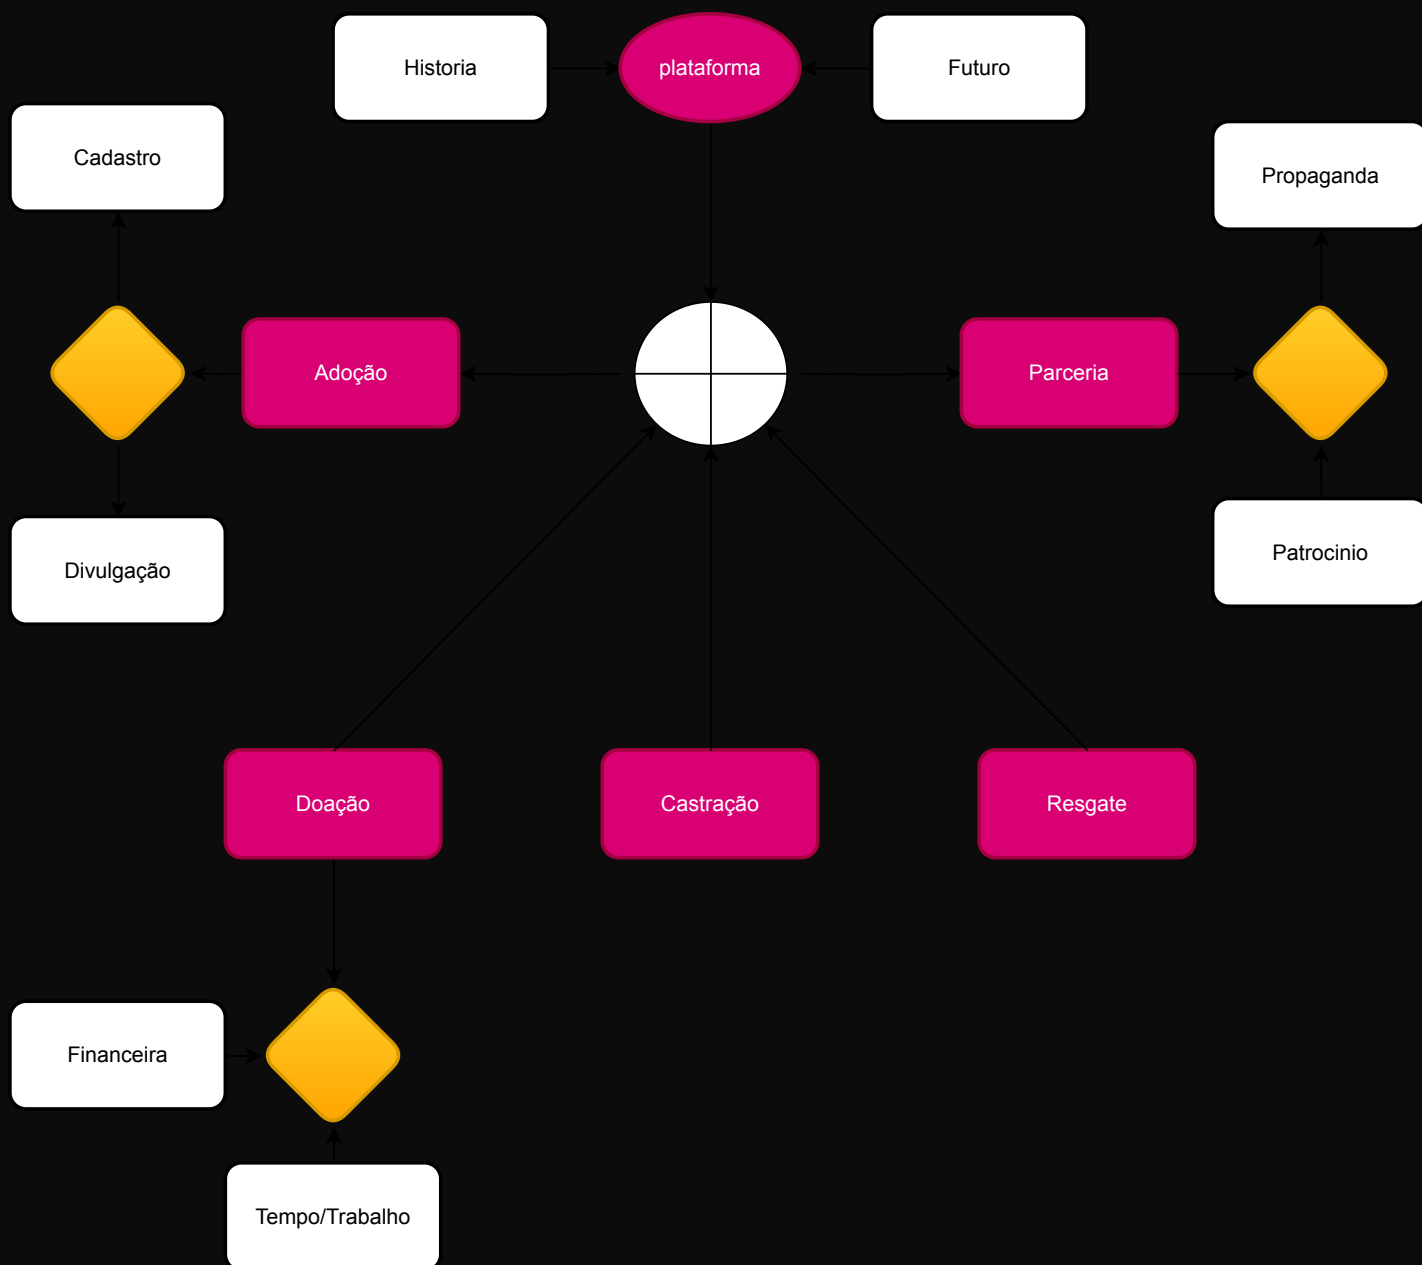 Historia
plataforma
Futuro
Cadastro
Propaganda
Adoção
Parceria
Divulgação
Patrocinio
Doação
Castração
Resgate
Financeira
Tempo/Trabalho